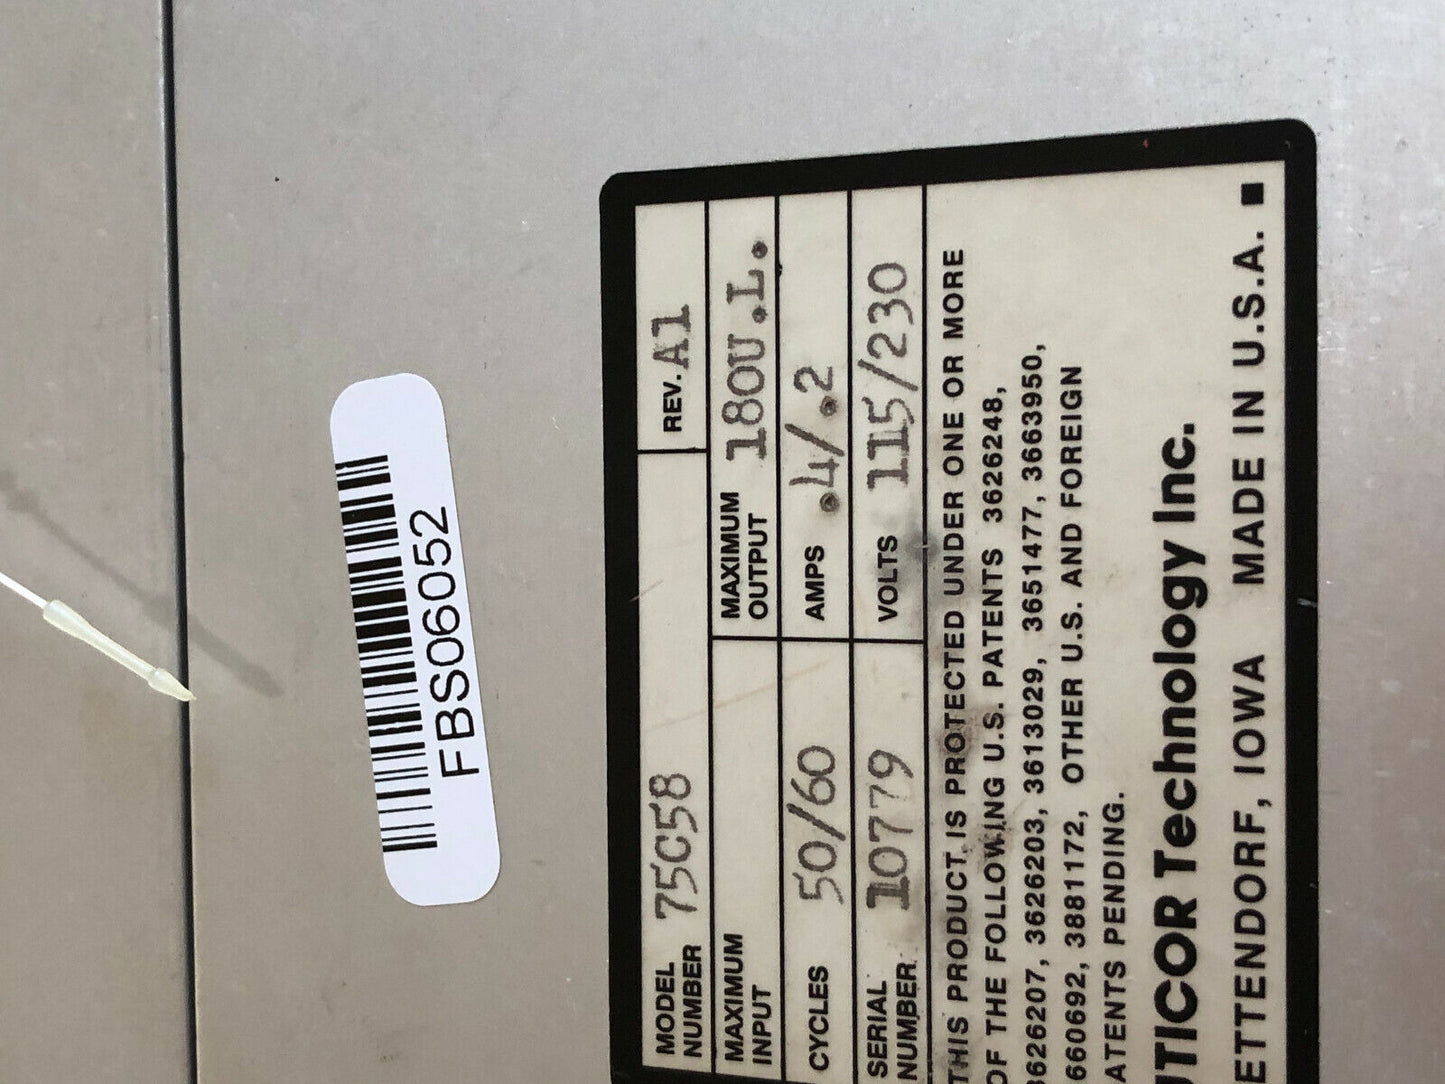 FBS06052
MODEL NUMBER 75C58 REV. A1
MAXIMUM INPUT MAXIMUM OUTPUT 180U.L.
CYCLES 50/60 AMPS .4/.2
SERIAL NUMBER 10779 VOLTS 115/230
THIS PRODUCT IS PROTECTED UNDER ONE OR MORE
OF THE FOLLOWING U.S. PATENTS 3626248,
3626207, 3626203, 3613029, 3651477, 3663950,
660692, 3881172, OTHER U.S. AND FOREIGN
ATENTS PENDING.
UTICOR Technology Inc.
ETTENDORF, IOWA MADE IN U.S.A.